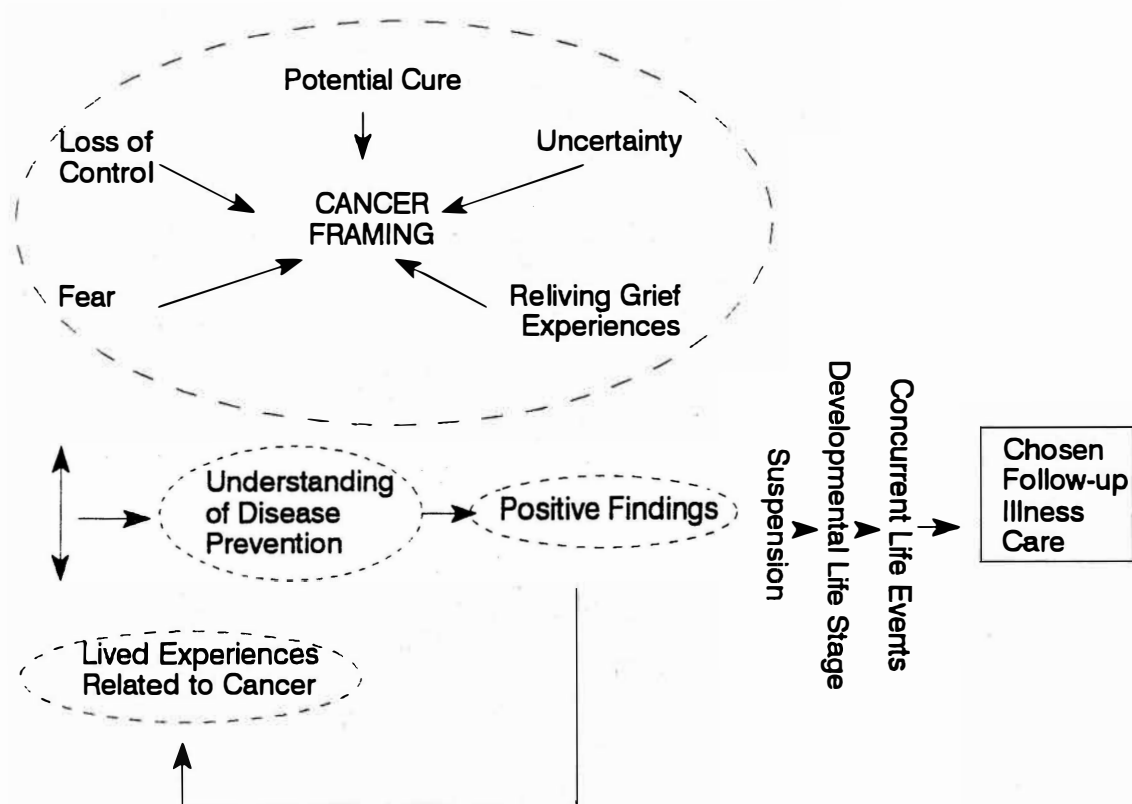 Potential Cure
Loss of
Control
Uncertainty
CANCER
FRAMING
Fear
Reliving Grief
Experiences
Understanding
of Disease
Prevention
Positive Findings
Suspension
Developmental Life Stage
Concurrent Life Events
Chosen
Follow-up
Illness
Care
Lived Experiences
Related to Cancer